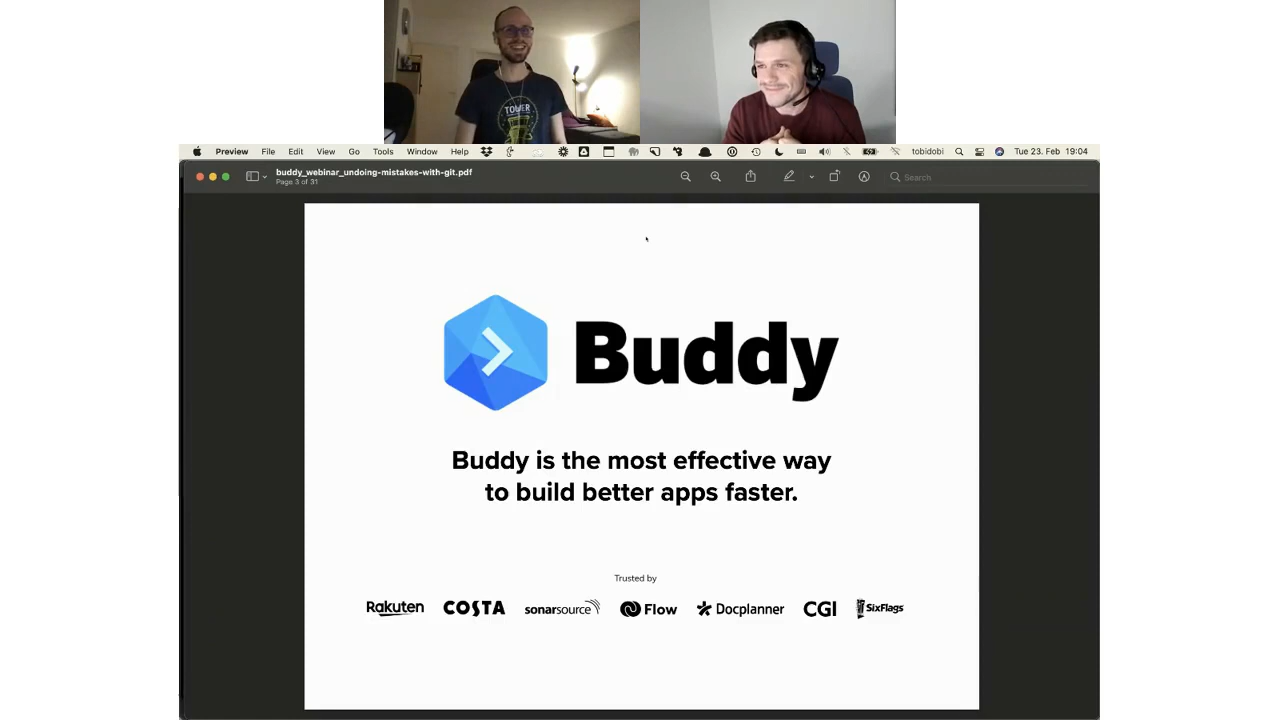 TOWER
Preview File Edit View Go Tools Window Help tobidobi Tue 23. Feb 19:04
buddy_webinar_undoing-mistakes-with-git.pdf
Page 3 of 31
Search
Buddy
Buddy is the most effective way
to build better apps faster.
Trusted by
Rakuten COSTA sonarsource Flow Docplanner CGI SixFlags